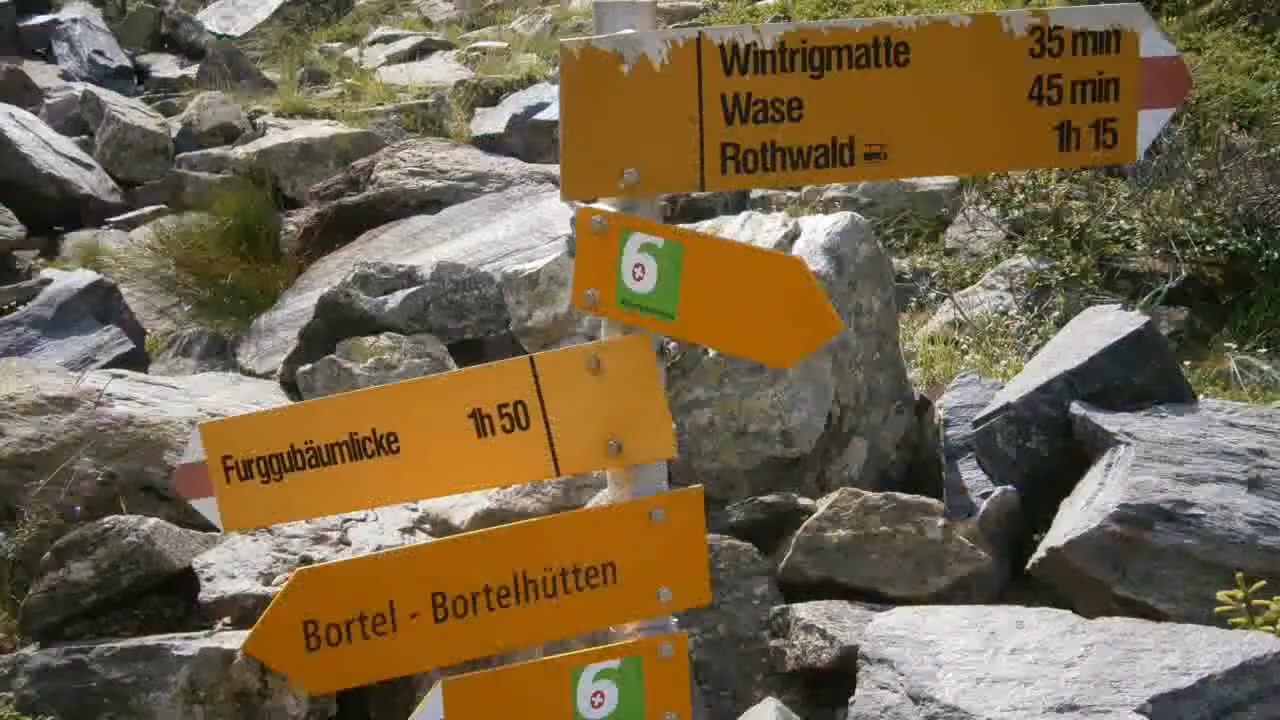 Wintrigmatte 35 min
Wase 45 min
Rothwald 1h 15
6
Furggubäumlicke 1h 50
Bortel - Bortelhütten
6